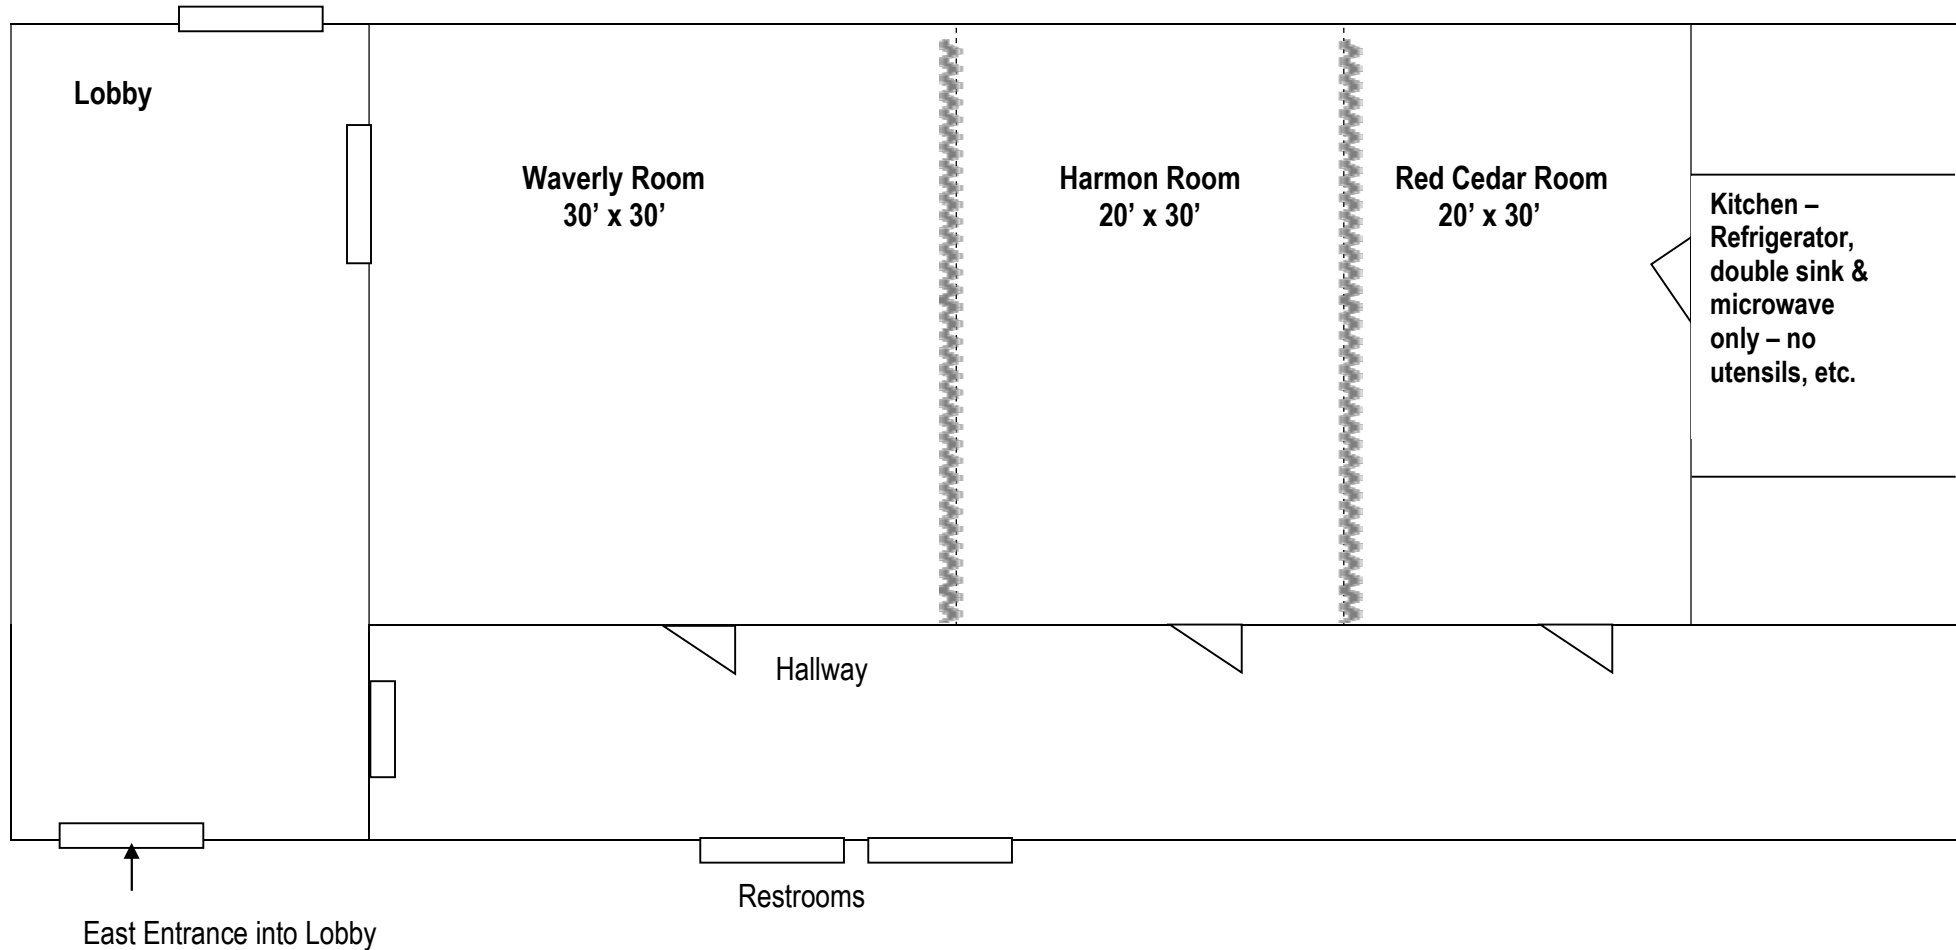 Lobby
Waverly Room
30’ x 30’
Harmon Room
20’ x 30’
Red Cedar Room
20’ x 30’
Kitchen –
Refrigerator,
double sink &
microwave
only – no
utensils, etc.
Hallway
Restrooms
East Entrance into Lobby